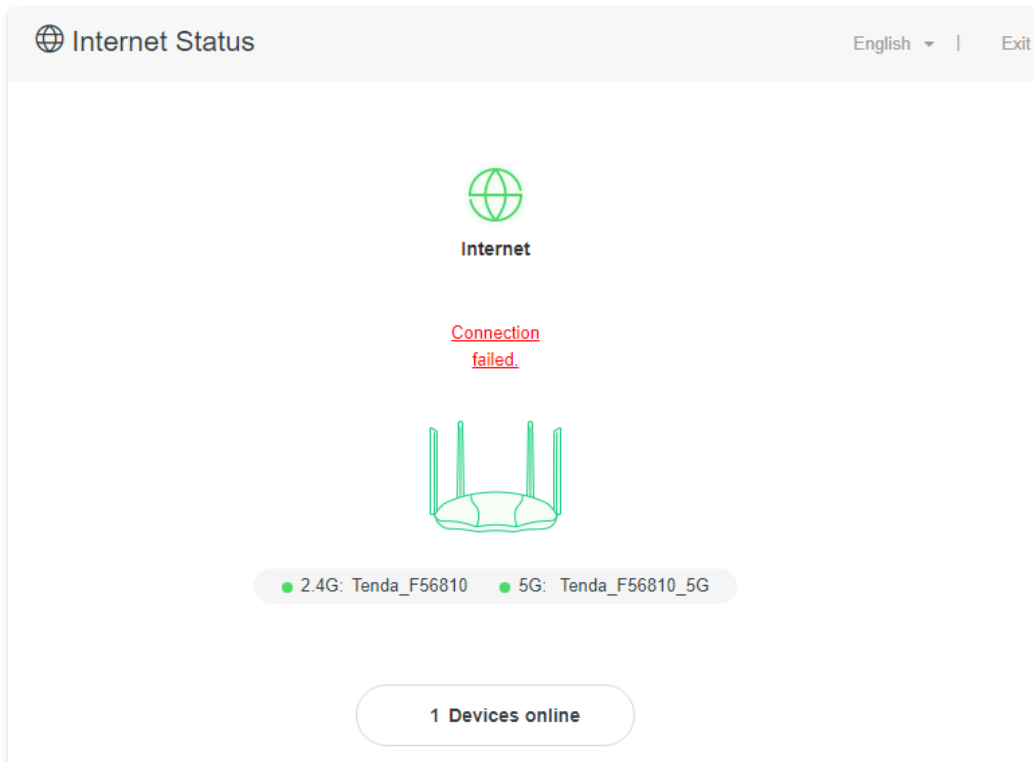 Internet Status
English | Exit
Internet
Connection
failed.
2.4G: Tenda_F56810 5G: Tenda_F56810_5G
1 Devices online